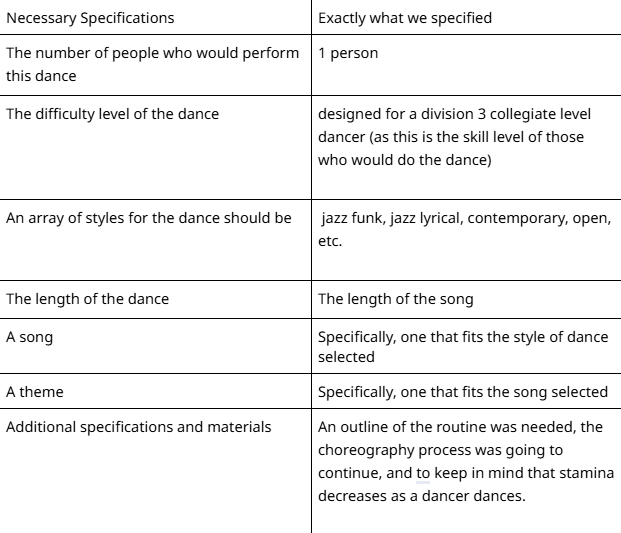 Necessary Specifications
Exactly what we specified
The number of people who would perform
this dance
1 person
The difficulty level of the dance
designed for a division 3 collegiate level
dancer (as this is the skill level of those
who would do the dance)
An array of styles for the dance should be
jazz funk, jazz lyrical, contemporary, open,
etc.
The length of the dance
The length of the song
A song
Specifically, one that fits the style of dance
selected
A theme
Specifically, one that fits the song selected
Additional specifications and materials
An outline of the routine was needed, the
choreography process was going to
continue, and to keep in mind that stamina
decreases as a dancer dances.